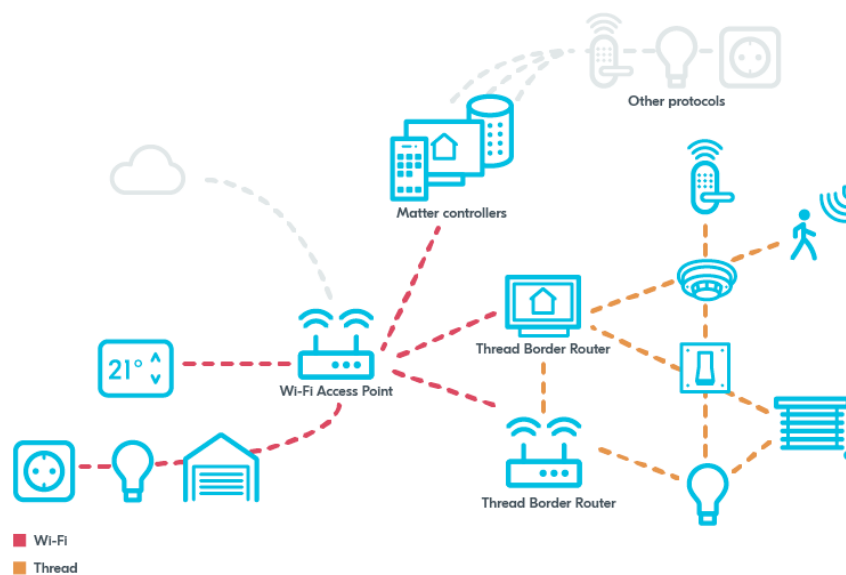 Other protocols
Matter controllers
21°
Thread Border Router
Wi-Fi Access Point
Thread Border Router
Wi-Fi
Thread